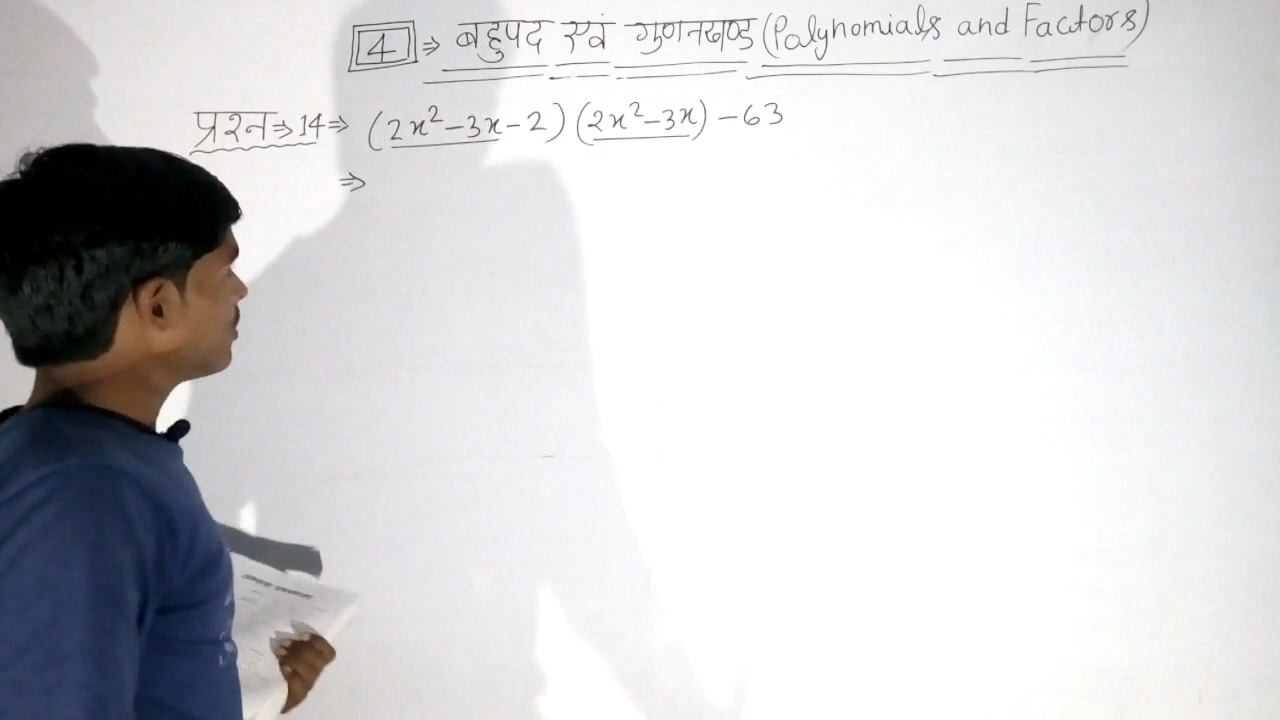 4 ⇒ बहुपद एवं गुणनखण्ड (Polynomials and Factors)
प्रश्न ⇒ 14 ⇒ (2x² – 3x – 2) (2x² – 3x) – 63
⇒